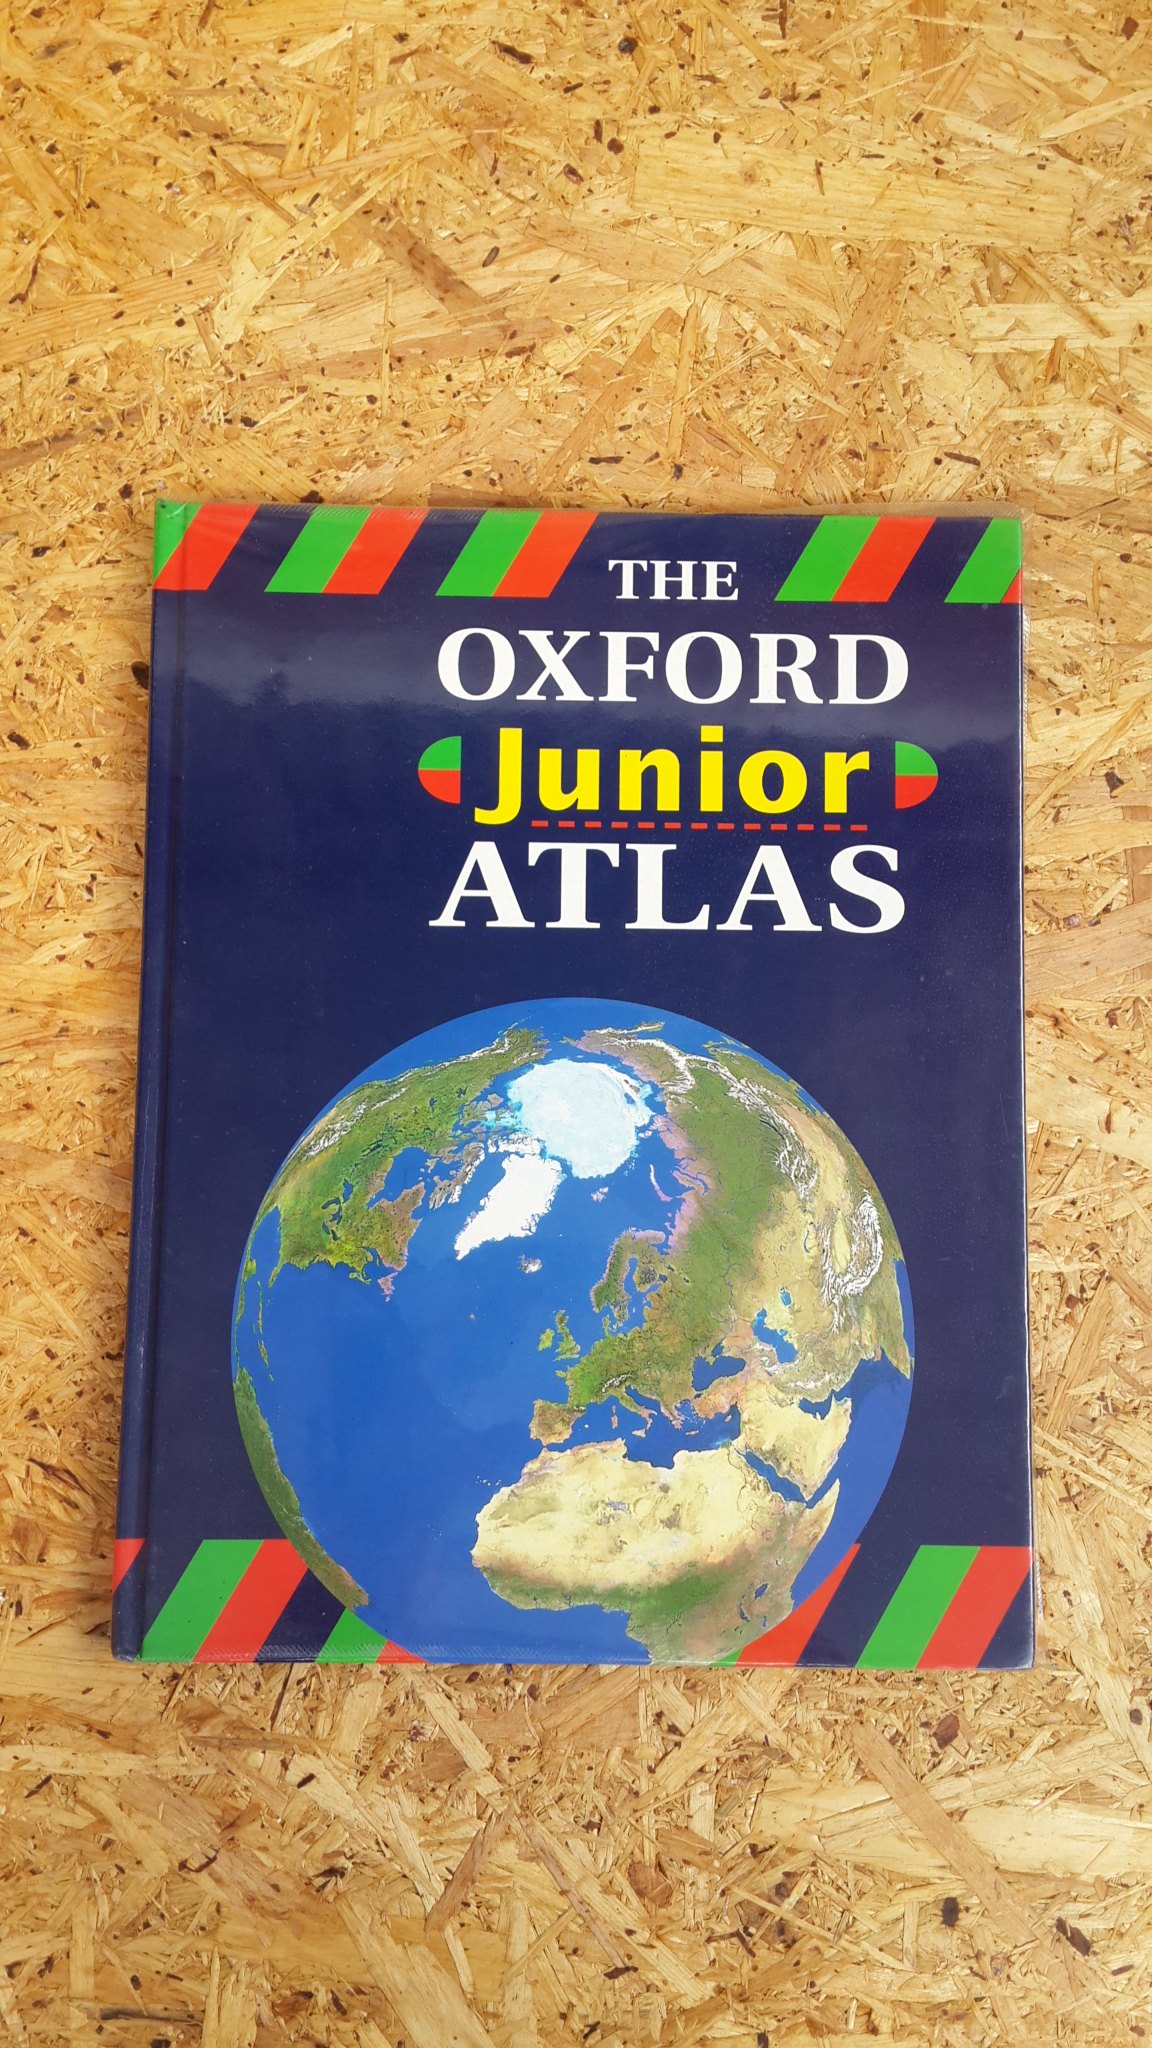 THE
OXFORD
Junior
ATLAS